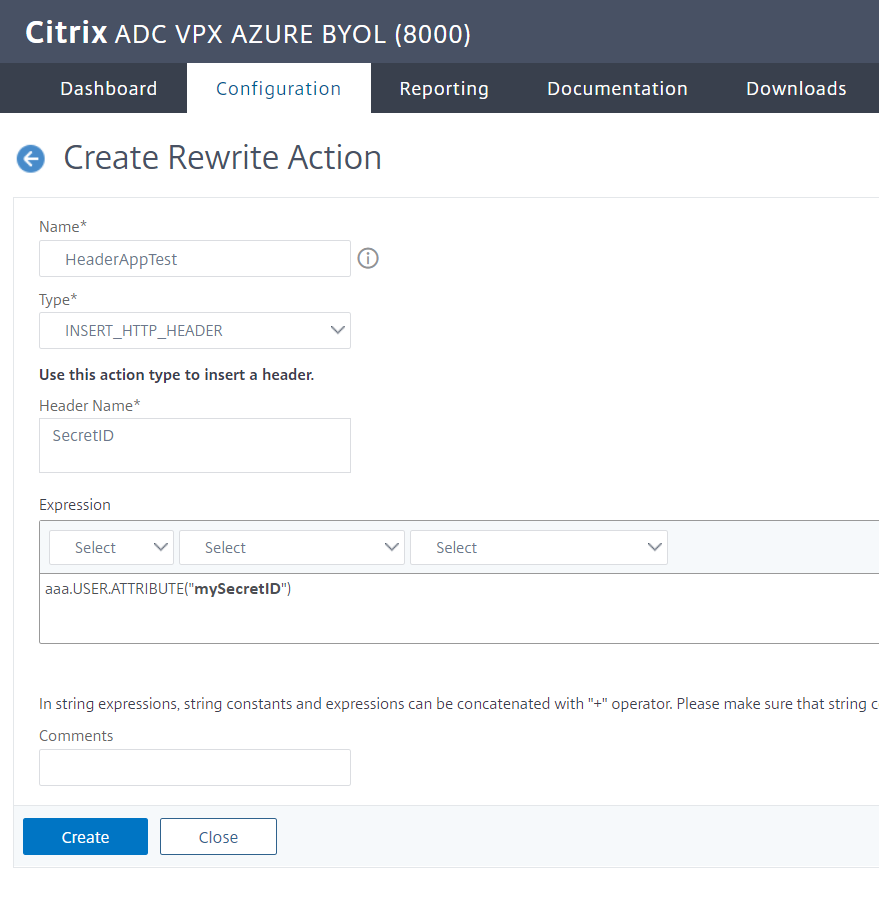 Citrix ADC VPX AZURE BYOL (8000)
Dashboard Configuration Reporting Documentation Downloads
Create Rewrite Action
Name*
HeaderAppTest
Type*
INSERT_HTTP_HEADER
Use this action type to insert a header.
Header Name*
SecretID
Expression
Select Select Select
aaa.USER.ATTRIBUTE("mySecretID")
In string expressions, string constants and expressions can be concatenated with "+" operator. Please make sure that string c
Comments
Create Close